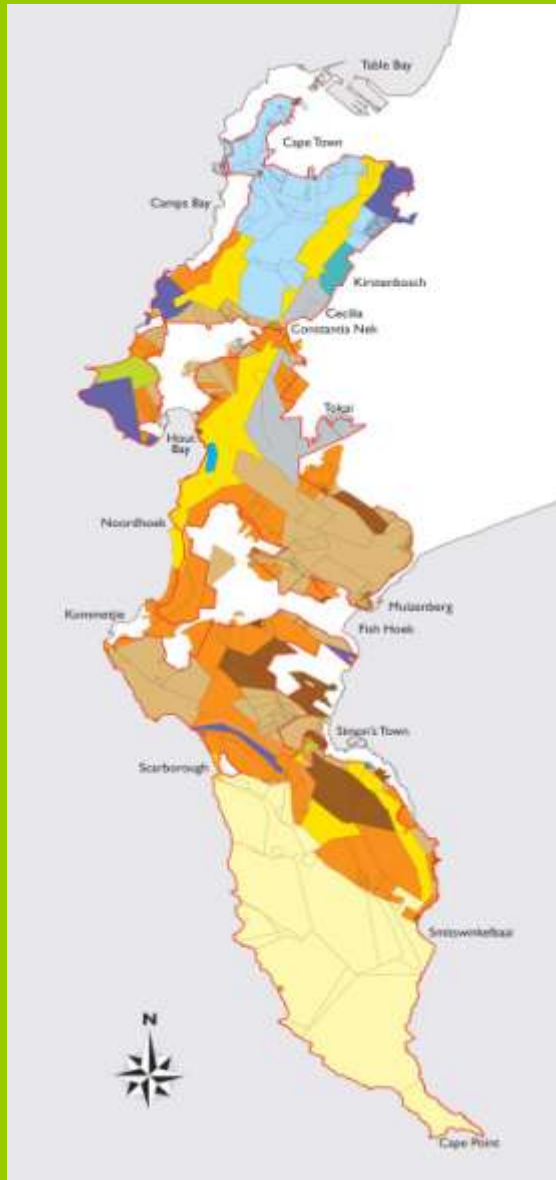 Table Bay
Cape Town
Camps Bay
Kirstenbosch
Cecilia
Constantia Nek
Tokai
Hout
Bay
Noordhoek
Kommetjie
Muizenberg
Fish Hoek
Simon's Town
Scarborough
Smitswinkelbaai
N
Cape Point